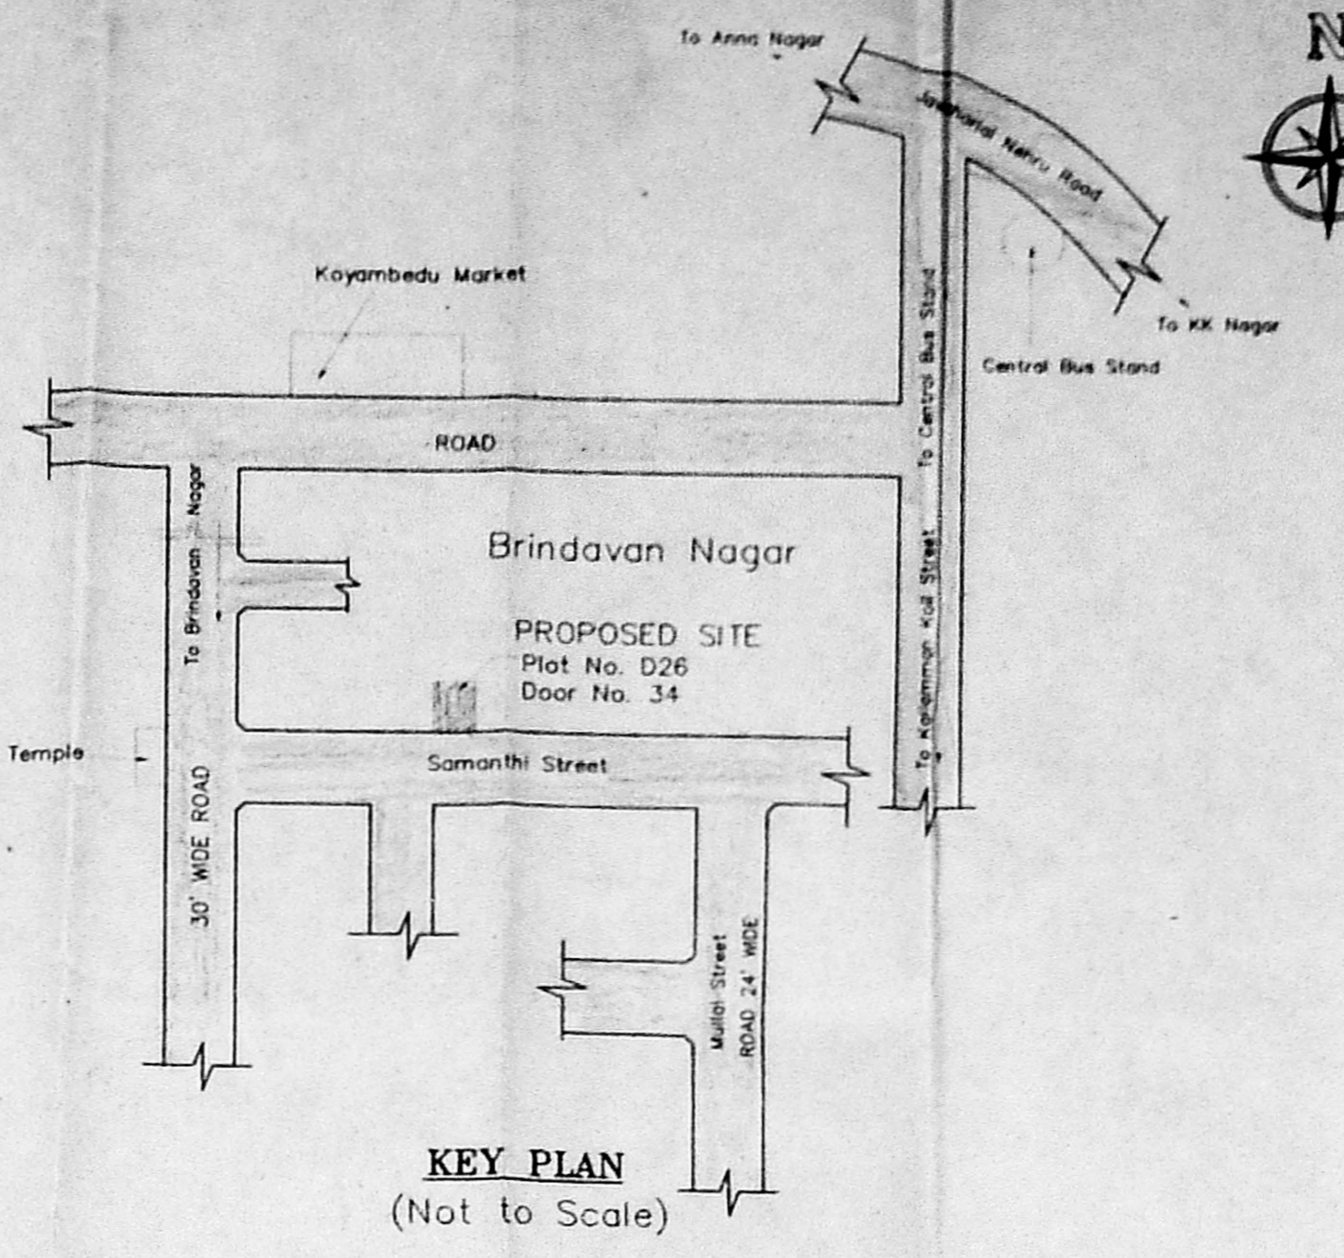 To Anna Nagar
N
Jawaharlal Nehru Road
Koyambedu Market
To KK Nagar
Central Bus Stand
To Central Bus Stand
ROAD
To Brindavan Nagar
Brindavan Nagar
PROPOSED SITE
Plot No. D26
Door No. 34
To Mariamman Koil Street
Temple
Samanthi Street
30' WIDE ROAD
Mullai Street
ROAD 24' WIDE
KEY PLAN
(Not to Scale)